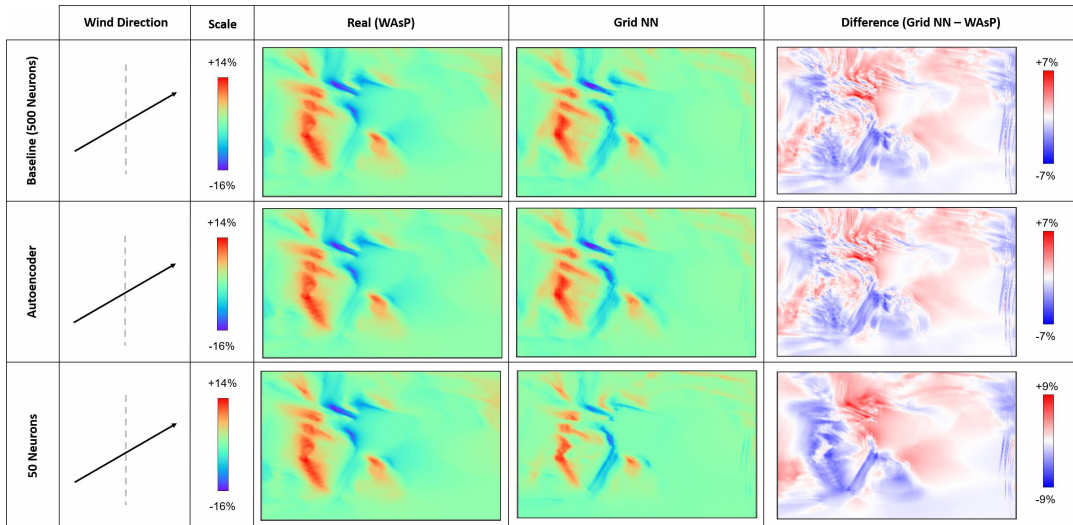 Wind Direction
Scale
Real (WAsP)
Grid NN
Difference (Grid NN – WAsP)
Baseline (500 Neurons)
+14%
-16%
+7%
-7%
Autoencoder
+14%
-16%
+7%
-7%
50 Neurons
+14%
-16%
+9%
-9%